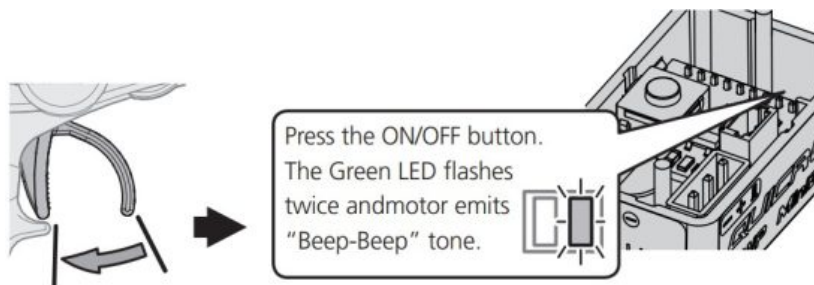 Press the ON/OFF button.
The Green LED flashes
twice andmotor emits
“Beep-Beep” tone.